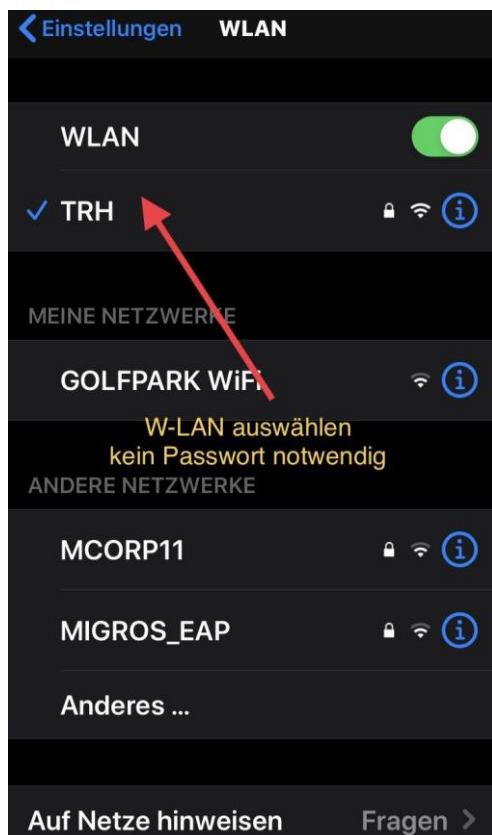 Einstellungen WLAN
WLAN
TRH
MEINE NETZWERKE
GOLFPARK WiFi
W-LAN auswählen
kein Passwort notwendig
ANDERE NETZWERKE
MCORP11
MIGROS_EAP
Anderes ...
Auf Netze hinweisen Fragen